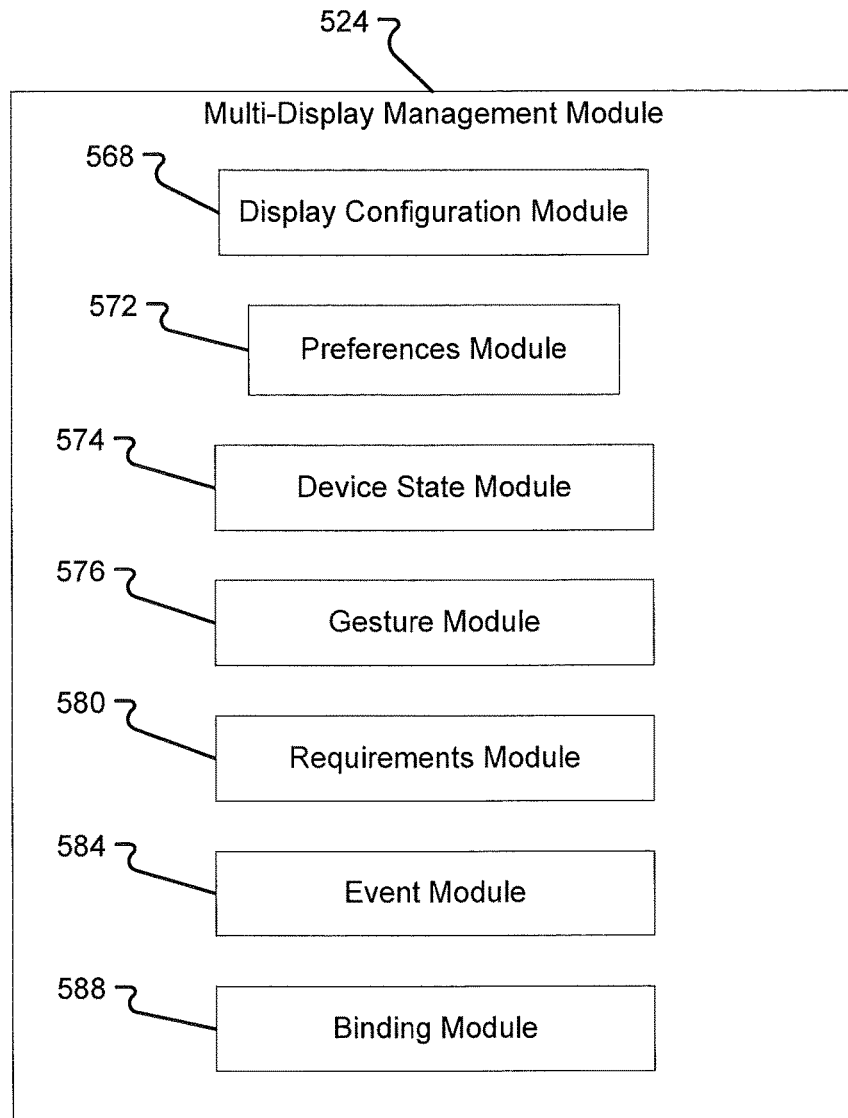 524
Multi-Display Management Module
568
Display Configuration Module
572
Preferences Module
574
Device State Module
576
Gesture Module
580
Requirements Module
584
Event Module
588
Binding Module